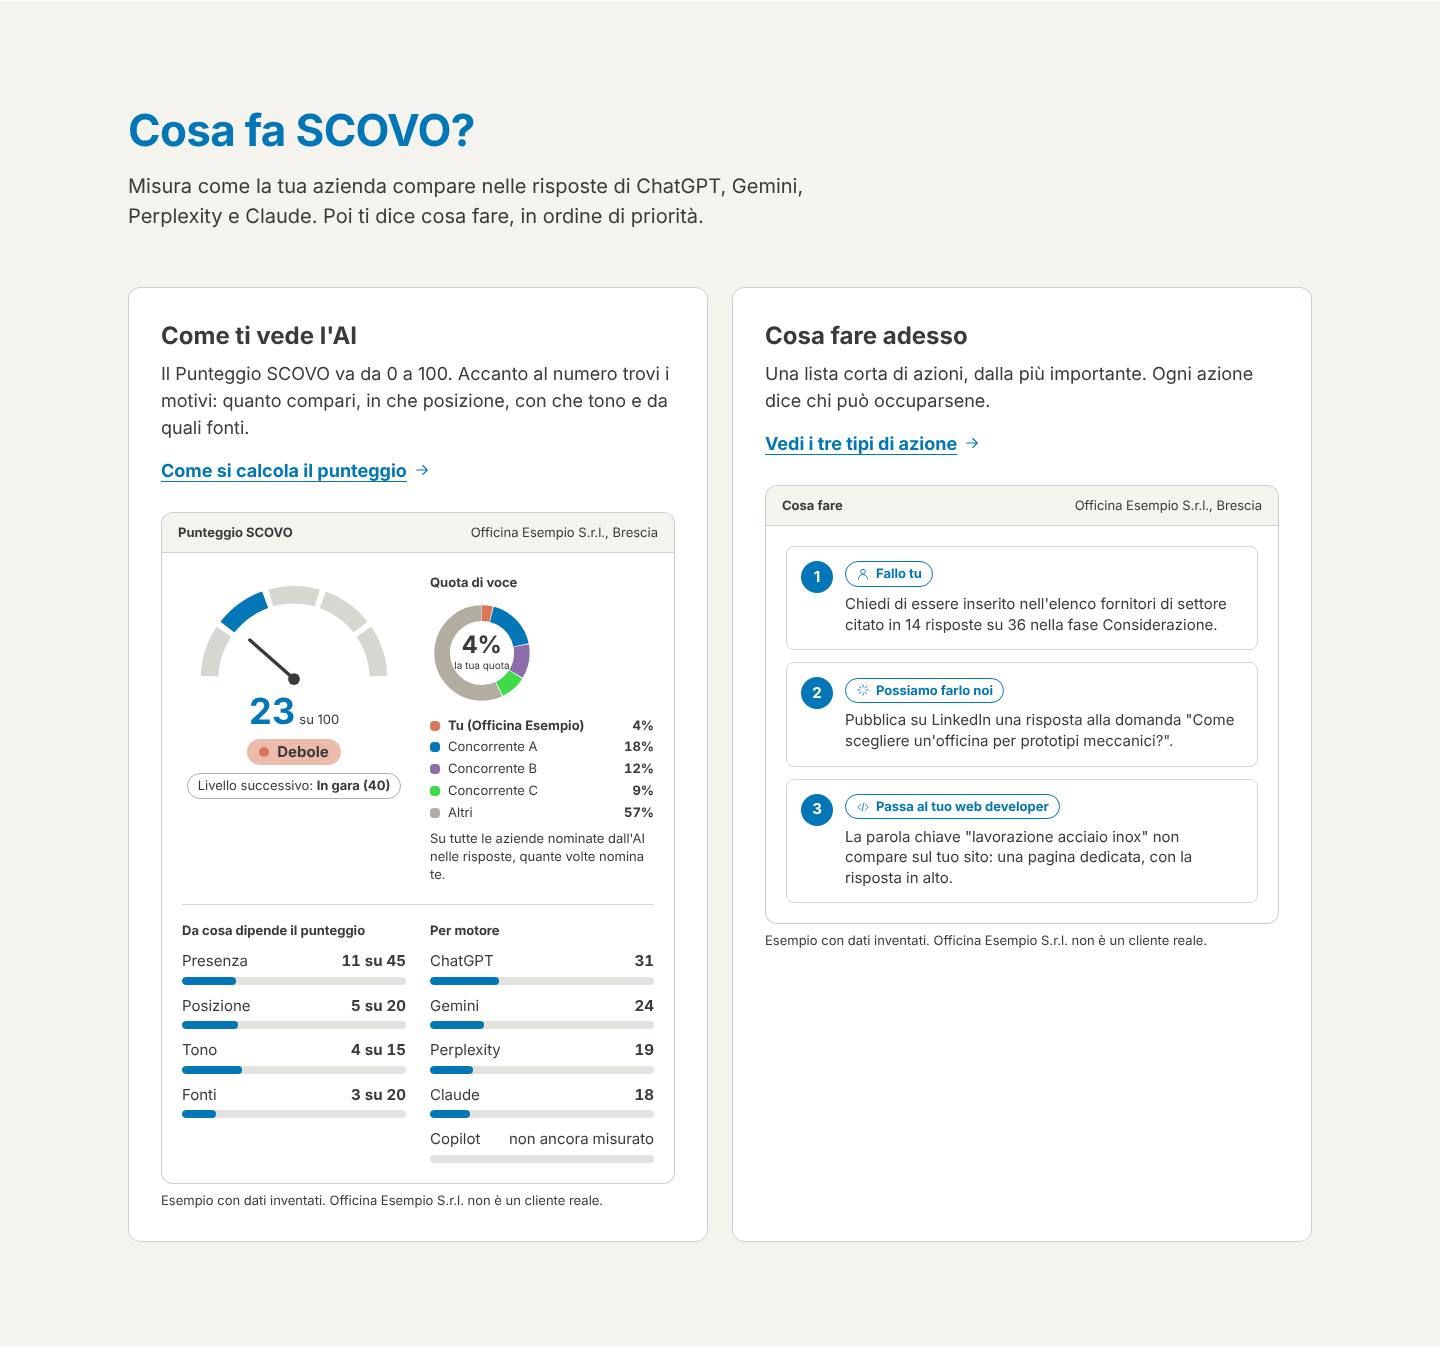 Cosa fa SCOVO?
Misura come la tua azienda compare nelle risposte di ChatGPT, Gemini,
Perplexity e Claude. Poi ti dice cosa fare, in ordine di priorità.
Come ti vede l'AI
Il Punteggio SCOVO va da 0 a 100. Accanto al numero trovi i
motivi: quanto compari, in che posizione, con che tono e da
quali fonti.
Come si calcola il punteggio →
Punteggio SCOVO Officina Esempio S.r.l., Brescia
23 su 100
Debole
Livello successivo: In gara (40)
Quota di voce
4%
la tua quota
Tu (Officina Esempio) 4%
Concorrente A 18%
Concorrente B 12%
Concorrente C 9%
Altri 57%
Su tutte le aziende nominate dall'AI
nelle risposte, quante volte nomina
te.
Da cosa dipende il punteggio
Presenza 11 su 45
Posizione 5 su 20
Tono 4 su 15
Fonti 3 su 20
Per motore
ChatGPT 31
Gemini 24
Perplexity 19
Claude 18
Copilot non ancora misurato
Esempio con dati inventati. Officina Esempio S.r.l. non è un cliente reale.
Cosa fare adesso
Una lista corta di azioni, dalla più importante. Ogni azione
dice chi può occuparsene.
Vedi i tre tipi di azione →
Cosa fare Officina Esempio S.r.l., Brescia
1 Fallo tu
Chiedi di essere inserito nell'elenco fornitori di settore
citato in 14 risposte su 36 nella fase Considerazione.
2 Possiamo farlo noi
Pubblica su LinkedIn una risposta alla domanda "Come
scegliere un'officina per prototipi meccanici?".
3 </> Passa al tuo web developer
La parola chiave "lavorazione acciaio inox" non
compare sul tuo sito: una pagina dedicata, con la
risposta in alto.
Esempio con dati inventati. Officina Esempio S.r.l. non è un cliente reale.